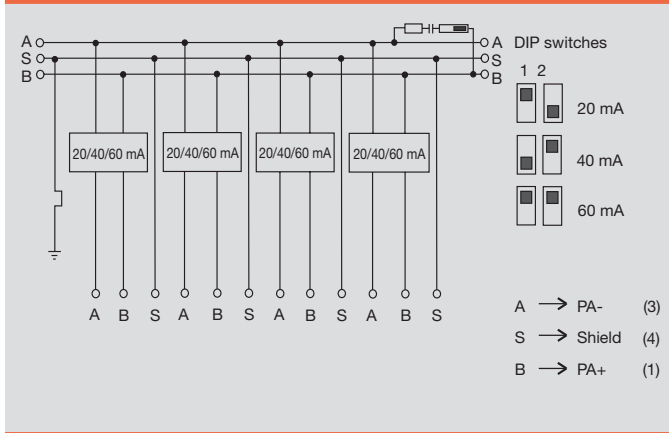 A A DIP switches
S S
B B
1 2
20 mA
20/40/60 mA 20/40/60 mA 20/40/60 mA 20/40/60 mA
40 mA
60 mA
A B S A B S A B S A B S
A → PA- (3)
S → Shield (4)
B → PA+ (1)